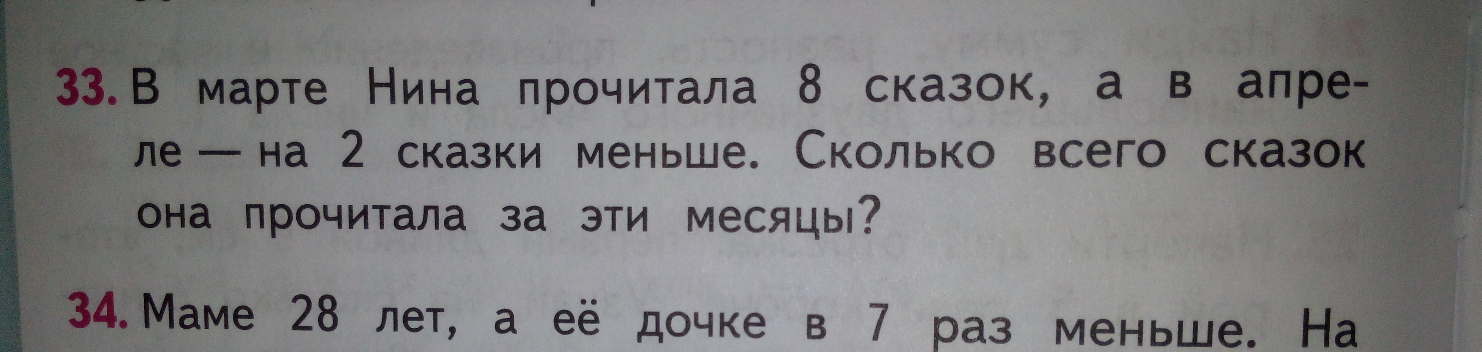 33. В марте Нина прочитала 8 сказок, а в апре-
ле — на 2 сказки меньше. Сколько всего сказок
она прочитала за эти месяцы?
34. Маме 28 лет, а её дочке в 7 раз меньше. На